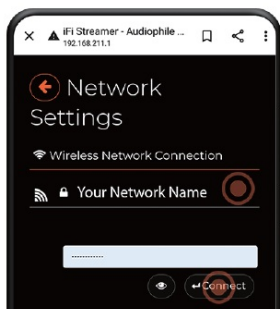 iFi Streamer - Audiophile ...
192.168.211.1
Network
Settings
Wireless Network Connection
Your Network Name
............
Connect